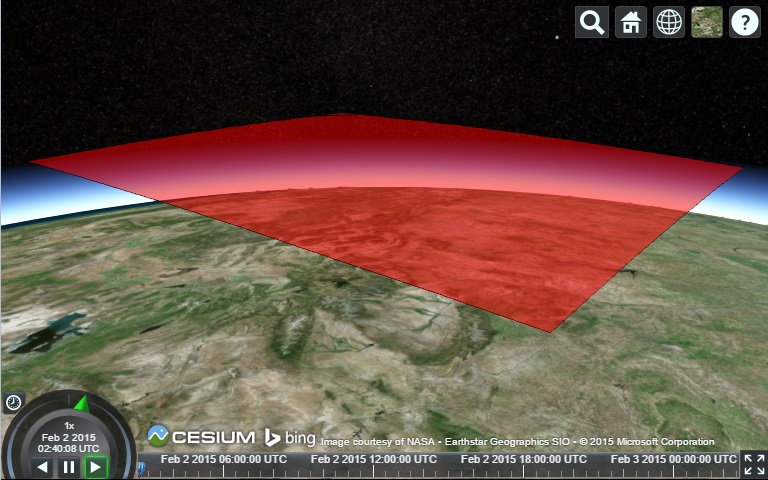 ?
1x
Feb 2 2015
02:40:08 UTC
CESIUM bing Image courtesy of NASA - Earthstar Geographics SIO - © 2015 Microsoft Corporation
Feb 2 2015 06:00:00 UTC Feb 2 2015 12:00:00 UTC Feb 2 2015 18:00:00 UTC Feb 3 2015 00:00:00 UTC